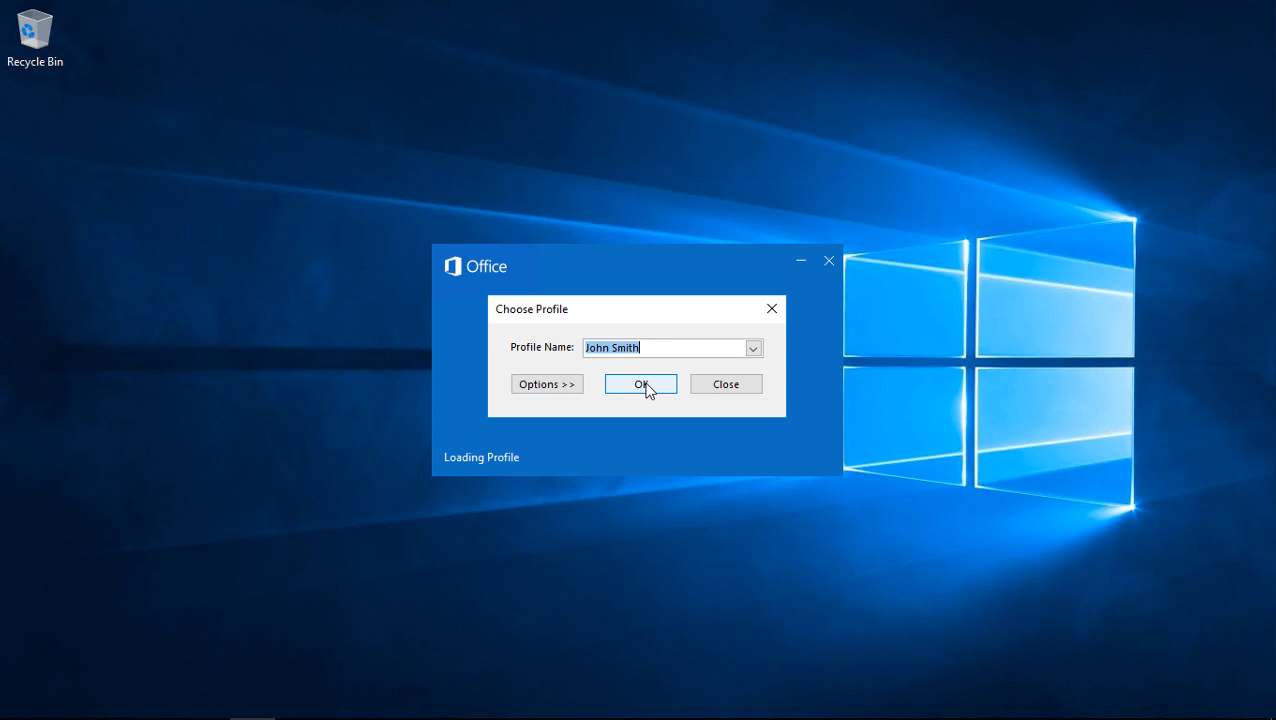 Recycle Bin
Office
Choose Profile
Profile Name: John Smith
Options >> OK Close
Loading Profile